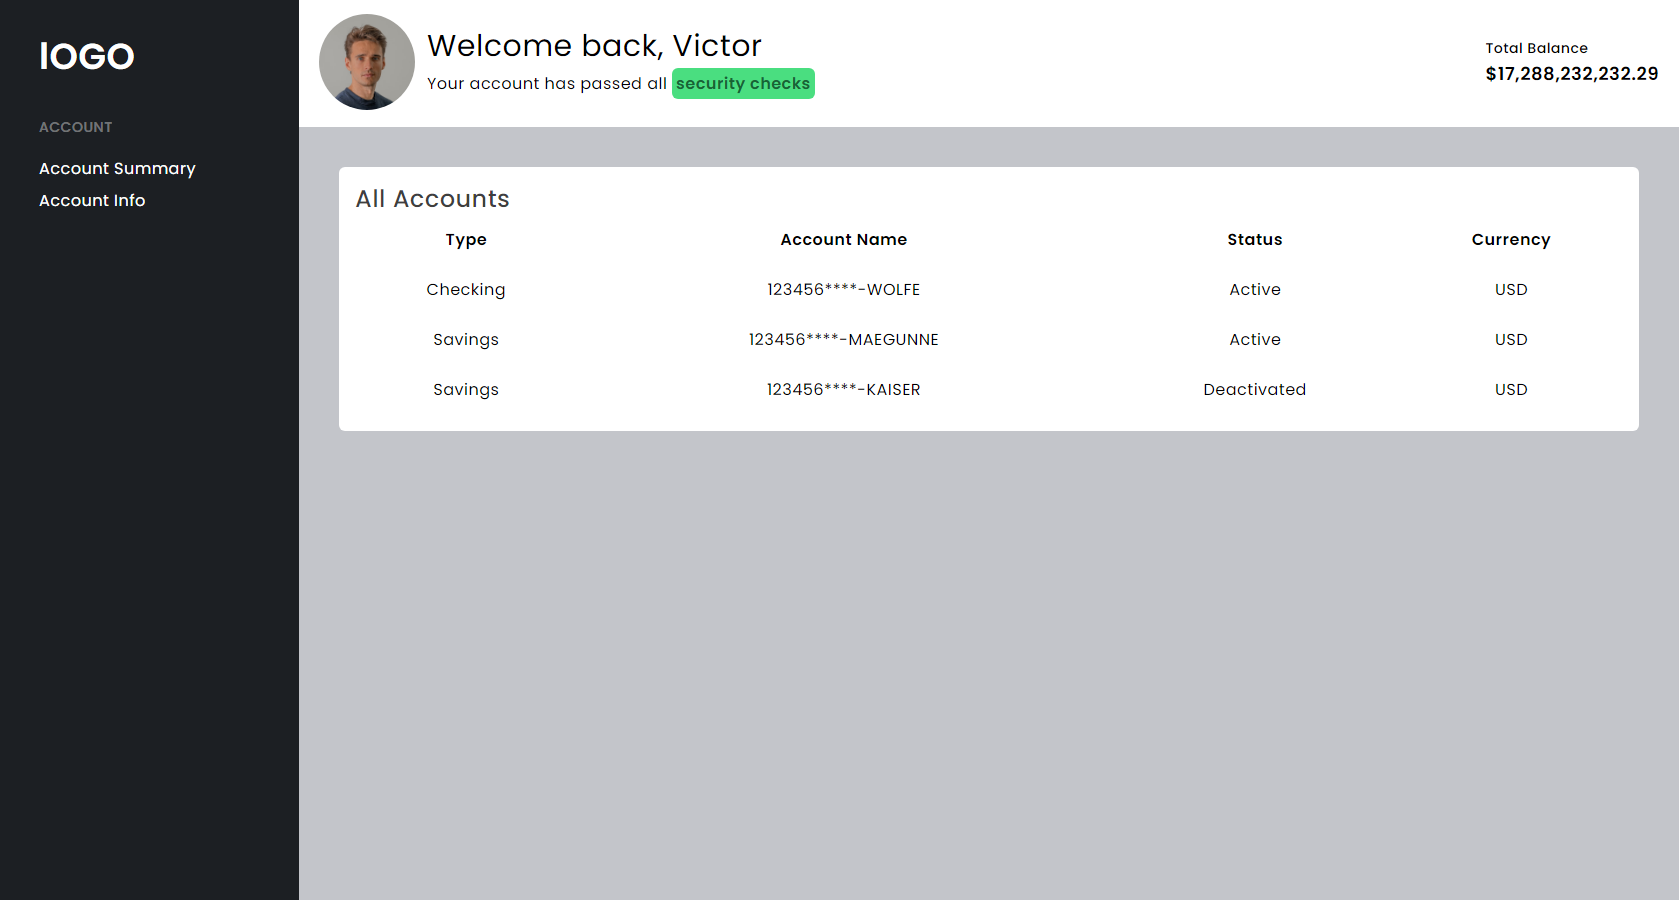 lOGO
ACCOUNT
Account Summary
Account Info
Welcome back, Victor
Your account has passed all security checks
Total Balance
$17,288,232,232.29
All Accounts
Type Account Name Status Currency
Checking 123456****-WOLFE Active USD
Savings 123456****-MAEGUNNE Active USD
Savings 123456****-KAISER Deactivated USD